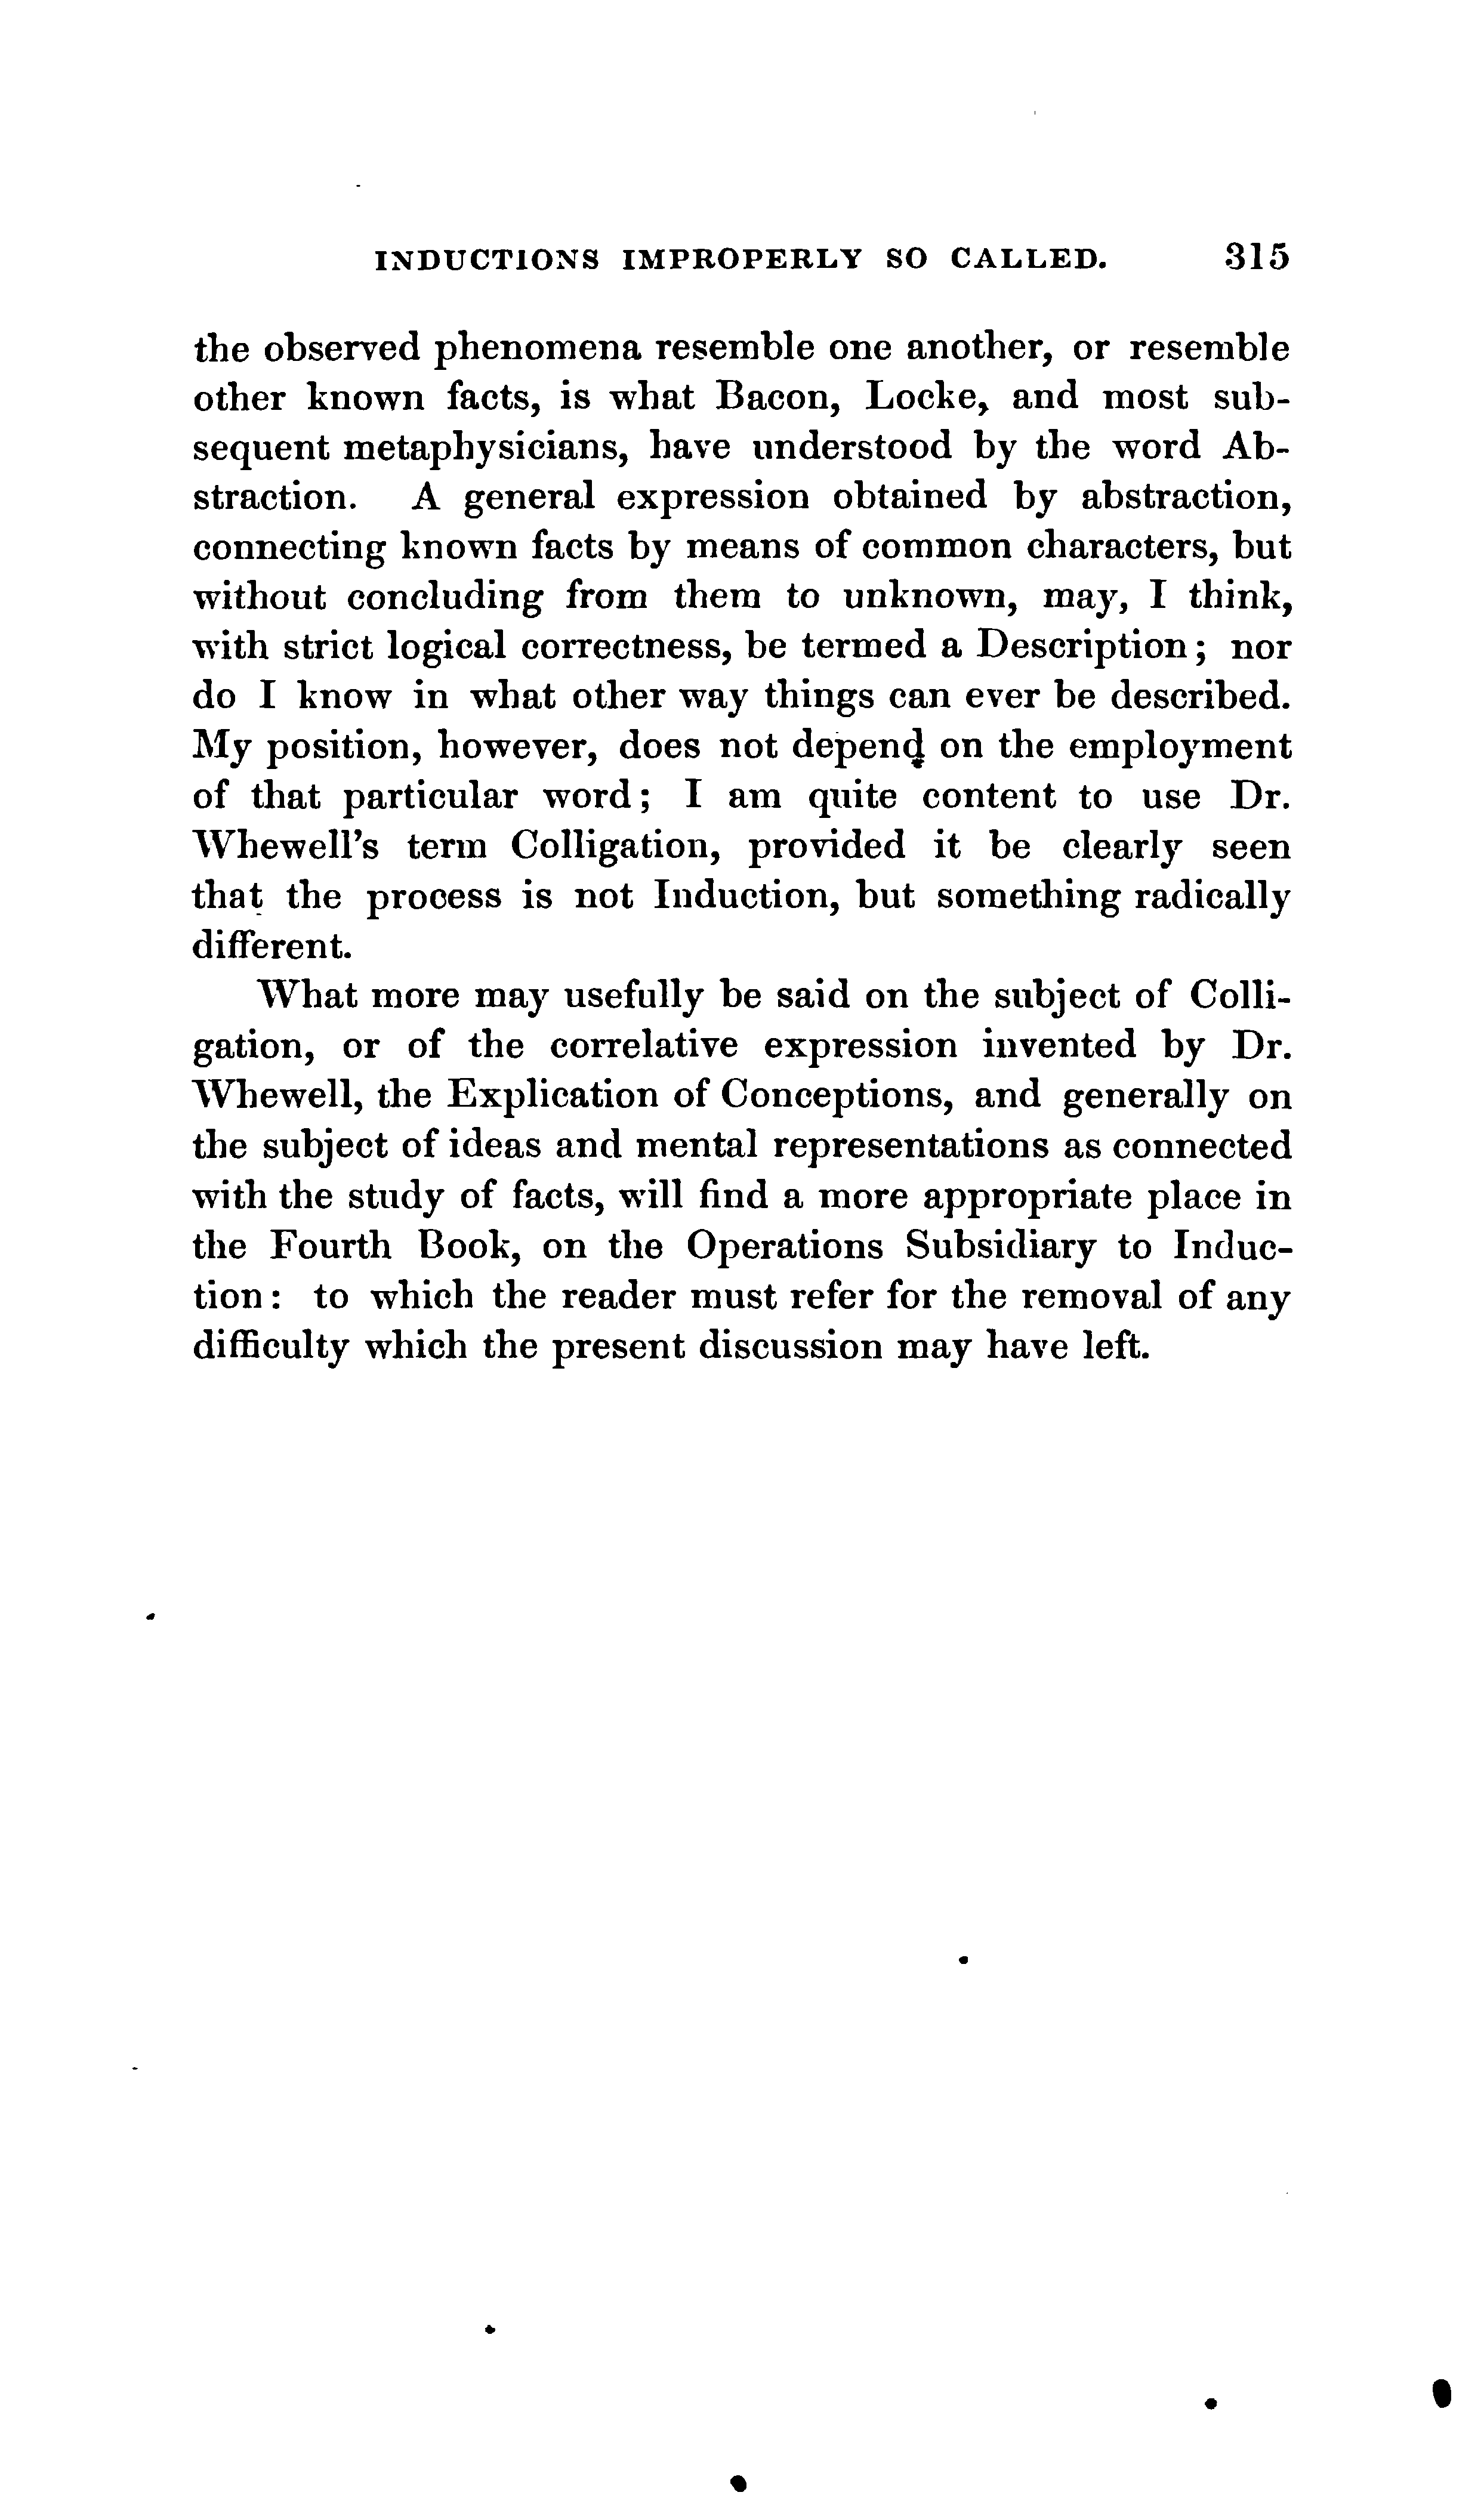 INDUCTIONS IMPROPERLY SO CALLED. 315
the observed phenomena resemble one another, or resemble
other known facts, is what Bacon, Locke, and most sub-
sequent metaphysicians, have understood by the word Ab-
straction. A general expression obtained by abstraction,
connecting known facts by means of common characters, but
without concluding from them to unknown, may, I think,
with strict logical correctness, be termed a Description; nor
do I know in what other way things can ever be described.
My position, however, does not depend on the employment
of that particular word; I am quite content to use Dr.
Whewell's term Colligation, provided it be clearly seen
that the process is not Induction, but something radically
different.
What more may usefully be said on the subject of Colli-
gation, or of the correlative expression invented by Dr.
Whewell, the Explication of Conceptions, and generally on
the subject of ideas and mental representations as connected
with the study of facts, will find a more appropriate place in
the Fourth Book, on the Operations Subsidiary to Induc-
tion: to which the reader must refer for the removal of any
difficulty which the present discussion may have left.